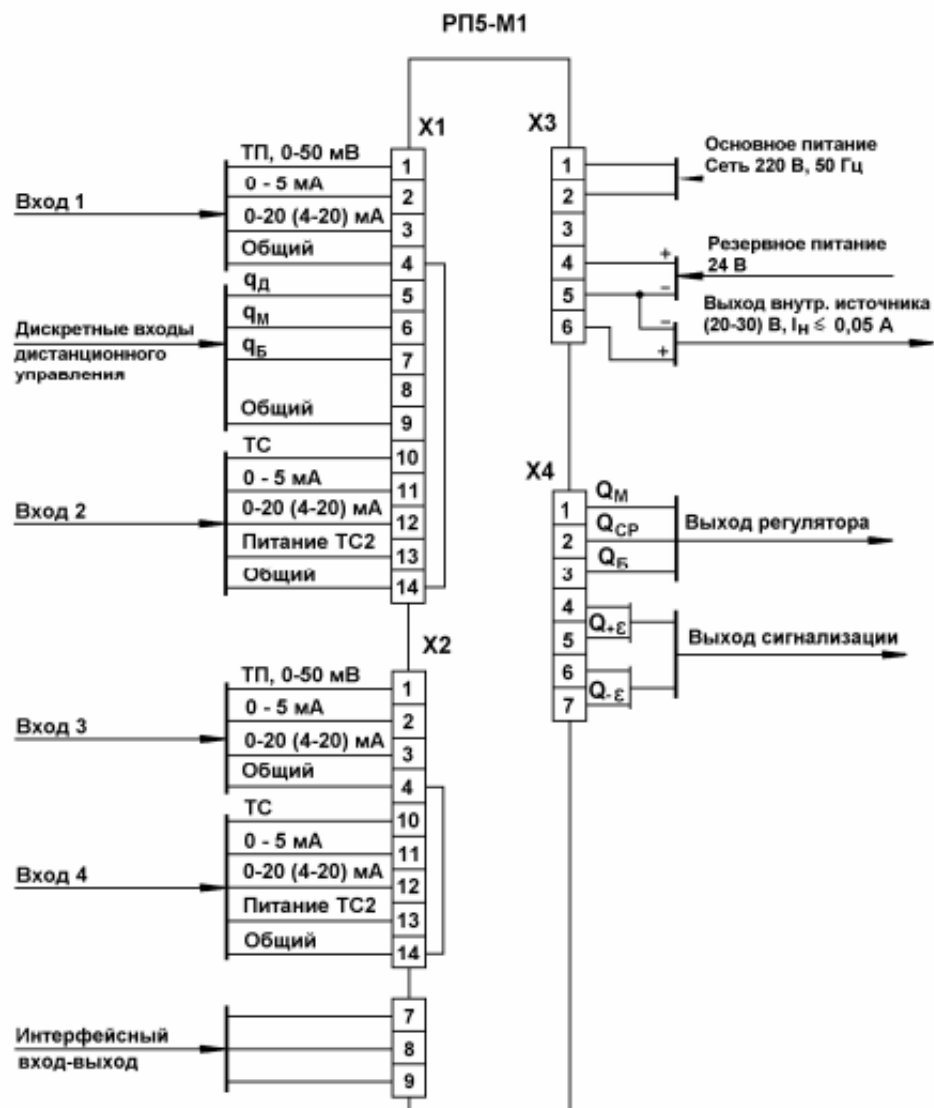 РП5-М1
X1
Вход 1
ТП, 0-50 мВ
1
0 - 5 мА
2
0-20 (4-20) мА
3
Общий
4
Дискретные входы
дистанционного
управления
qД
5
qМ
6
qБ
7
8
Общий
9
Вход 2
ТС
10
0 - 5 мА
11
0-20 (4-20) мА
12
Питание ТС2
13
Общий
14
X2
Вход 3
ТП, 0-50 мВ
1
0 - 5 мА
2
0-20 (4-20) мА
3
Общий
4
Вход 4
ТС
10
0 - 5 мА
11
0-20 (4-20) мА
12
Питание ТС2
13
Общий
14
Интерфейсный
вход-выход
7
8
9
X3
1
2
3
4
5
6
Основное питание
Сеть 220 В, 50 Гц
Резервное питание
24 В
+
−
Выход внутр. источника
(20-30) В, IН ≤ 0,05 А
−
+
X4
1
QМ
2
QСР
3
QБ
Выход регулятора
4
5
Q+ε
6
7
Q-ε
Выход сигнализации